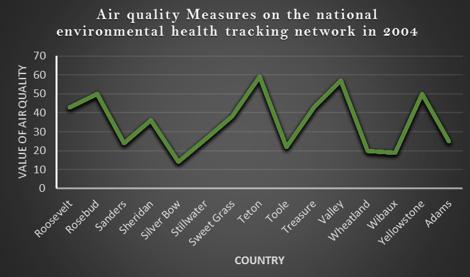 Air quality Measures on the national
environmental health tracking network in 2004
VALUE OF AIR QUALITY
70
60
50
40
30
20
10
0
Roosevelt
Rosebud
Sanders
Sheridan
Silver Bow
Stillwater
Sweet Grass
Teton
Toole
Treasure
Valley
Wheatland
Wibaux
Yellowstone
Adams
COUNTRY